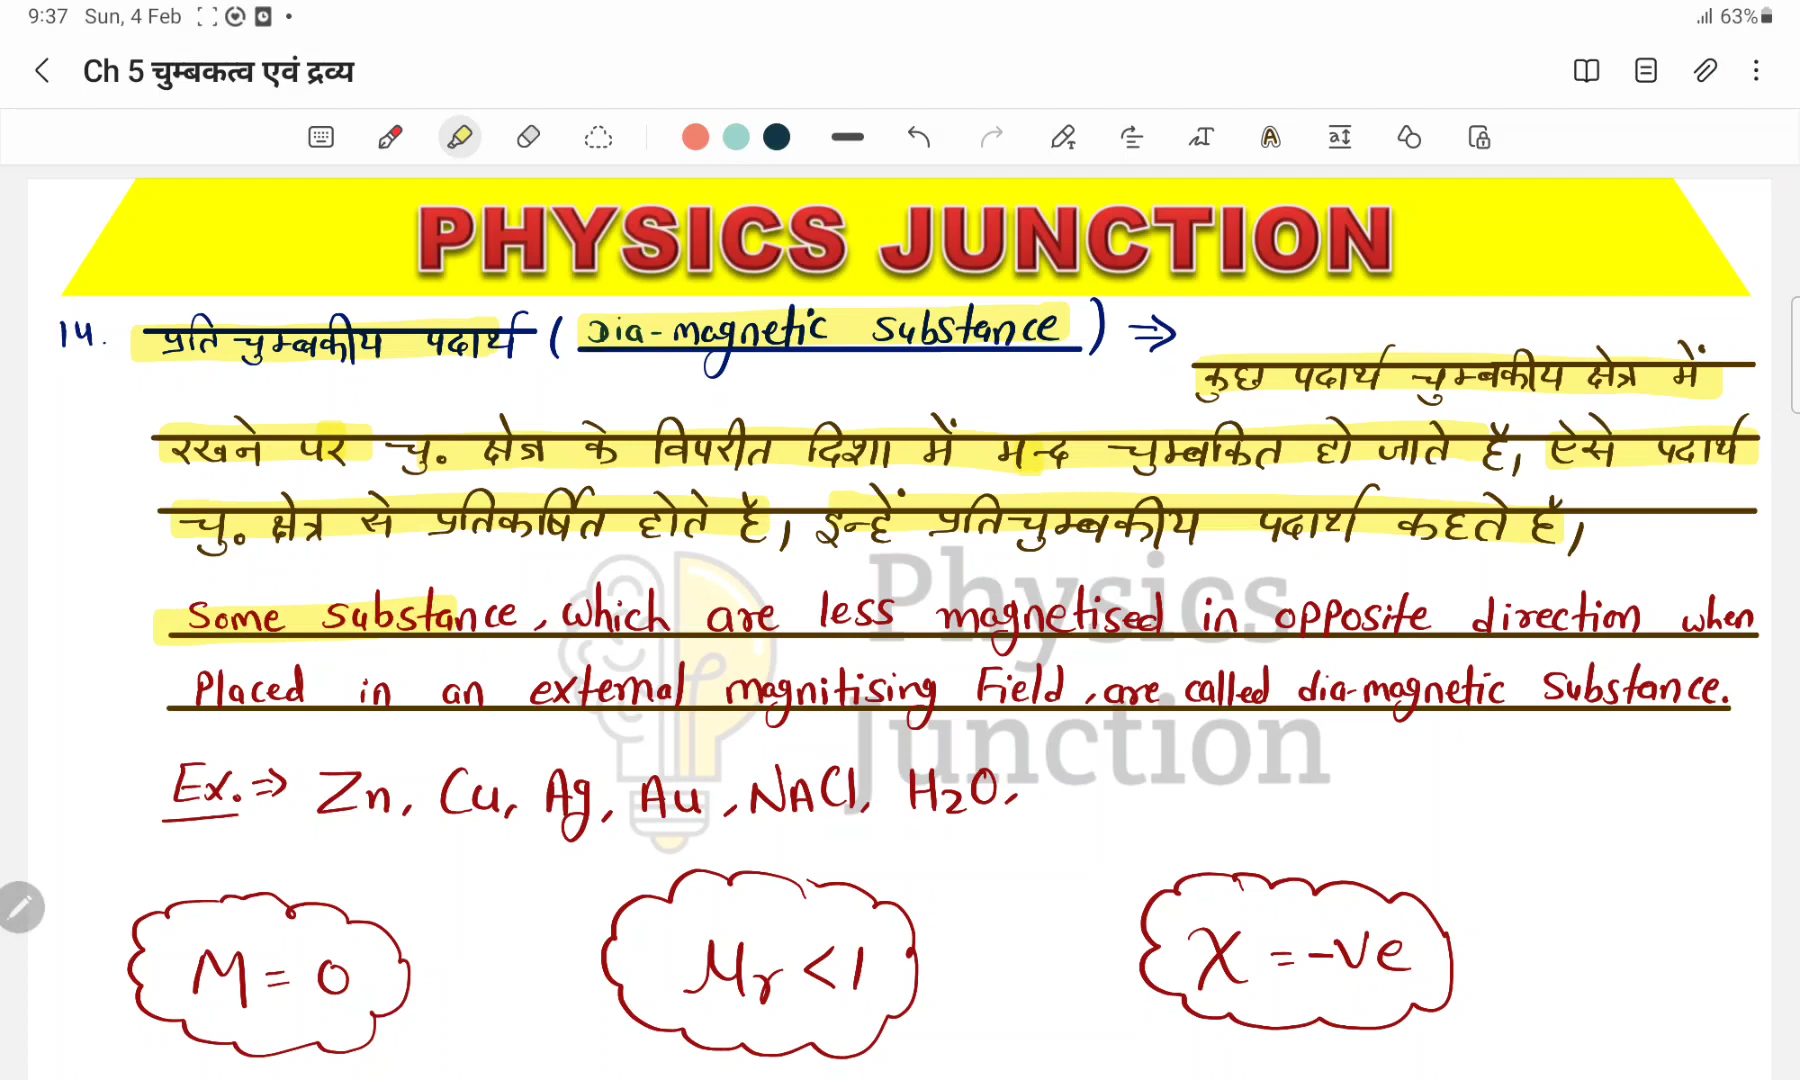 9:37 Sun, 4 Feb
63%
Ch 5 चुम्बकत्व एवं द्रव्य
PHYSICS JUNCTION
14. प्रति चुम्बकीय पदार्थ ( Dia-magnetic Substance ) ⇒
कुछ पदार्थ चुम्बकीय क्षेत्र में
रखने पर चु. क्षेत्र के विपरीत दिशा में मन्द चुम्बकित हो जाते है, ऐसे पदार्थ
चु. क्षेत्र से प्रतिकर्षित होते है, इन्हें प्रतिचुम्बकीय पदार्थ कहते है,
Some substance, which are less magnetised in opposite direction when
Placed in an external magnitising Field, are called dia-magnetic Substance.
Ex. ⇒ Zn, Cu, Ag, Au, NACl, H₂O,
M = 0
μᵣ < 1
χ = -ve
Physics
Junction